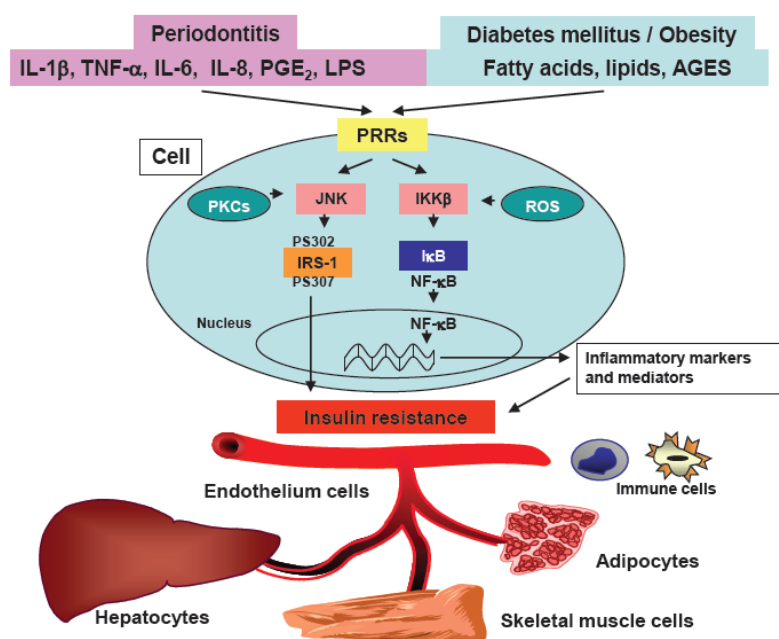 Periodontitis
IL-1β, TNF-α, IL-6, IL-8, PGE₂, LPS
Diabetes mellitus / Obesity
Fatty acids, lipids, AGES
PRRs
Cell
PKCs
JNK
IKKβ
ROS
PS302
IRS-1
PS307
IκB
NF-κB
Nucleus
NF-κB
Inflammatory markers
and mediators
Insulin resistance
Endothelium cells
Immune cells
Adipocytes
Hepatocytes
Skeletal muscle cells